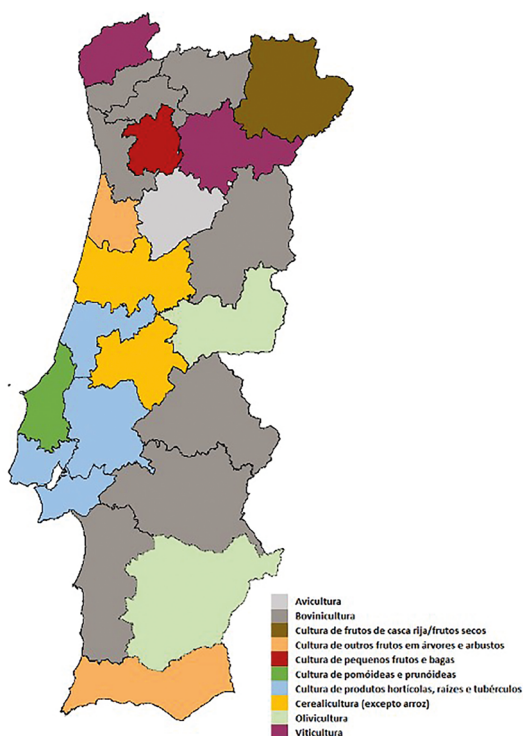 Avicultura
Bovinicultura
Cultura de frutos de casca rija/frutos secos
Cultura de outros frutos em árvores e arbustos
Cultura de pequenos frutos e bagas
Cultura de pomóideas e prunóideas
Cultura de produtos hortícolas, raízes e tubérculos
Cerealicultura (excepto arroz)
Olivicultura
Viticultura